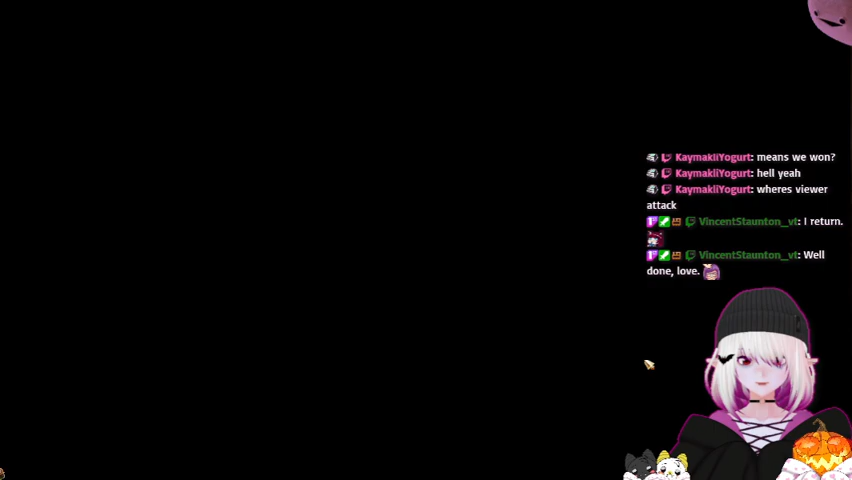 KaymakliYogurt: means we won?
KaymakliYogurt: hell yeah
KaymakliYogurt: wheres viewer
attack
VincentStaunton_vt: I return.
VincentStaunton_vt: Well
done, love.